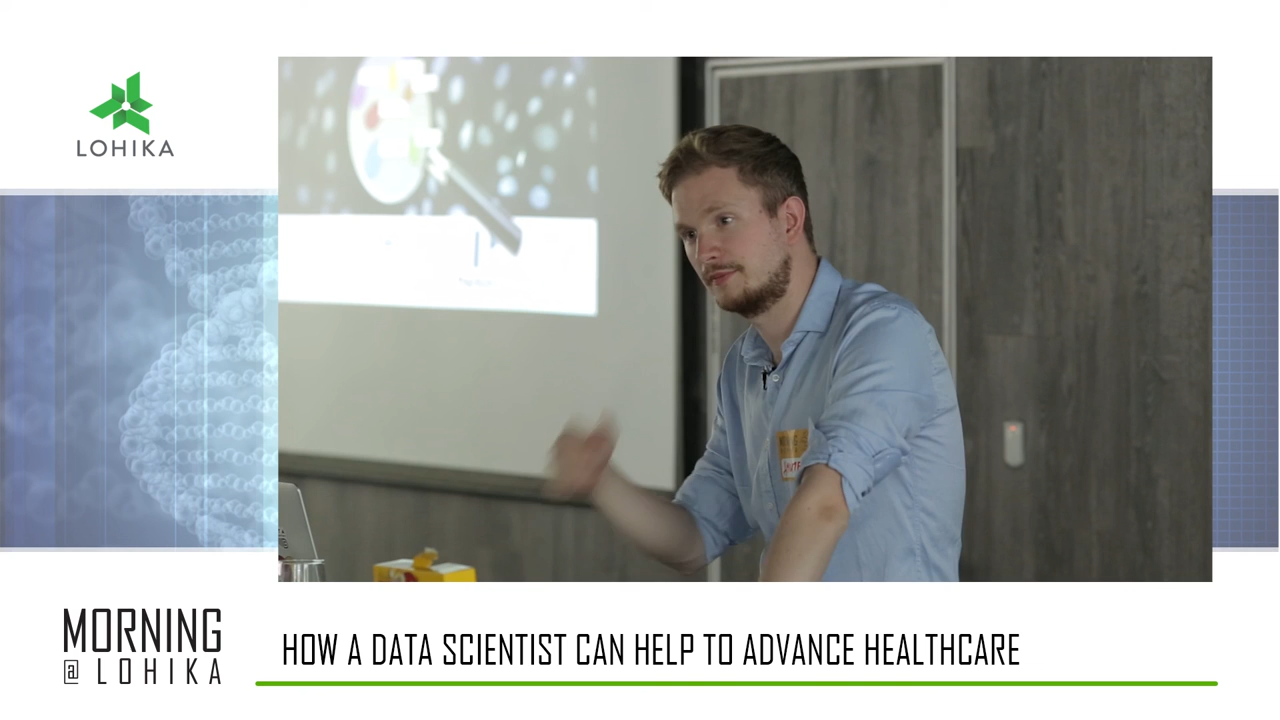 LOHIKA
MORNING
@ LOHIKA
HOW A DATA SCIENTIST CAN HELP TO ADVANCE HEALTHCARE